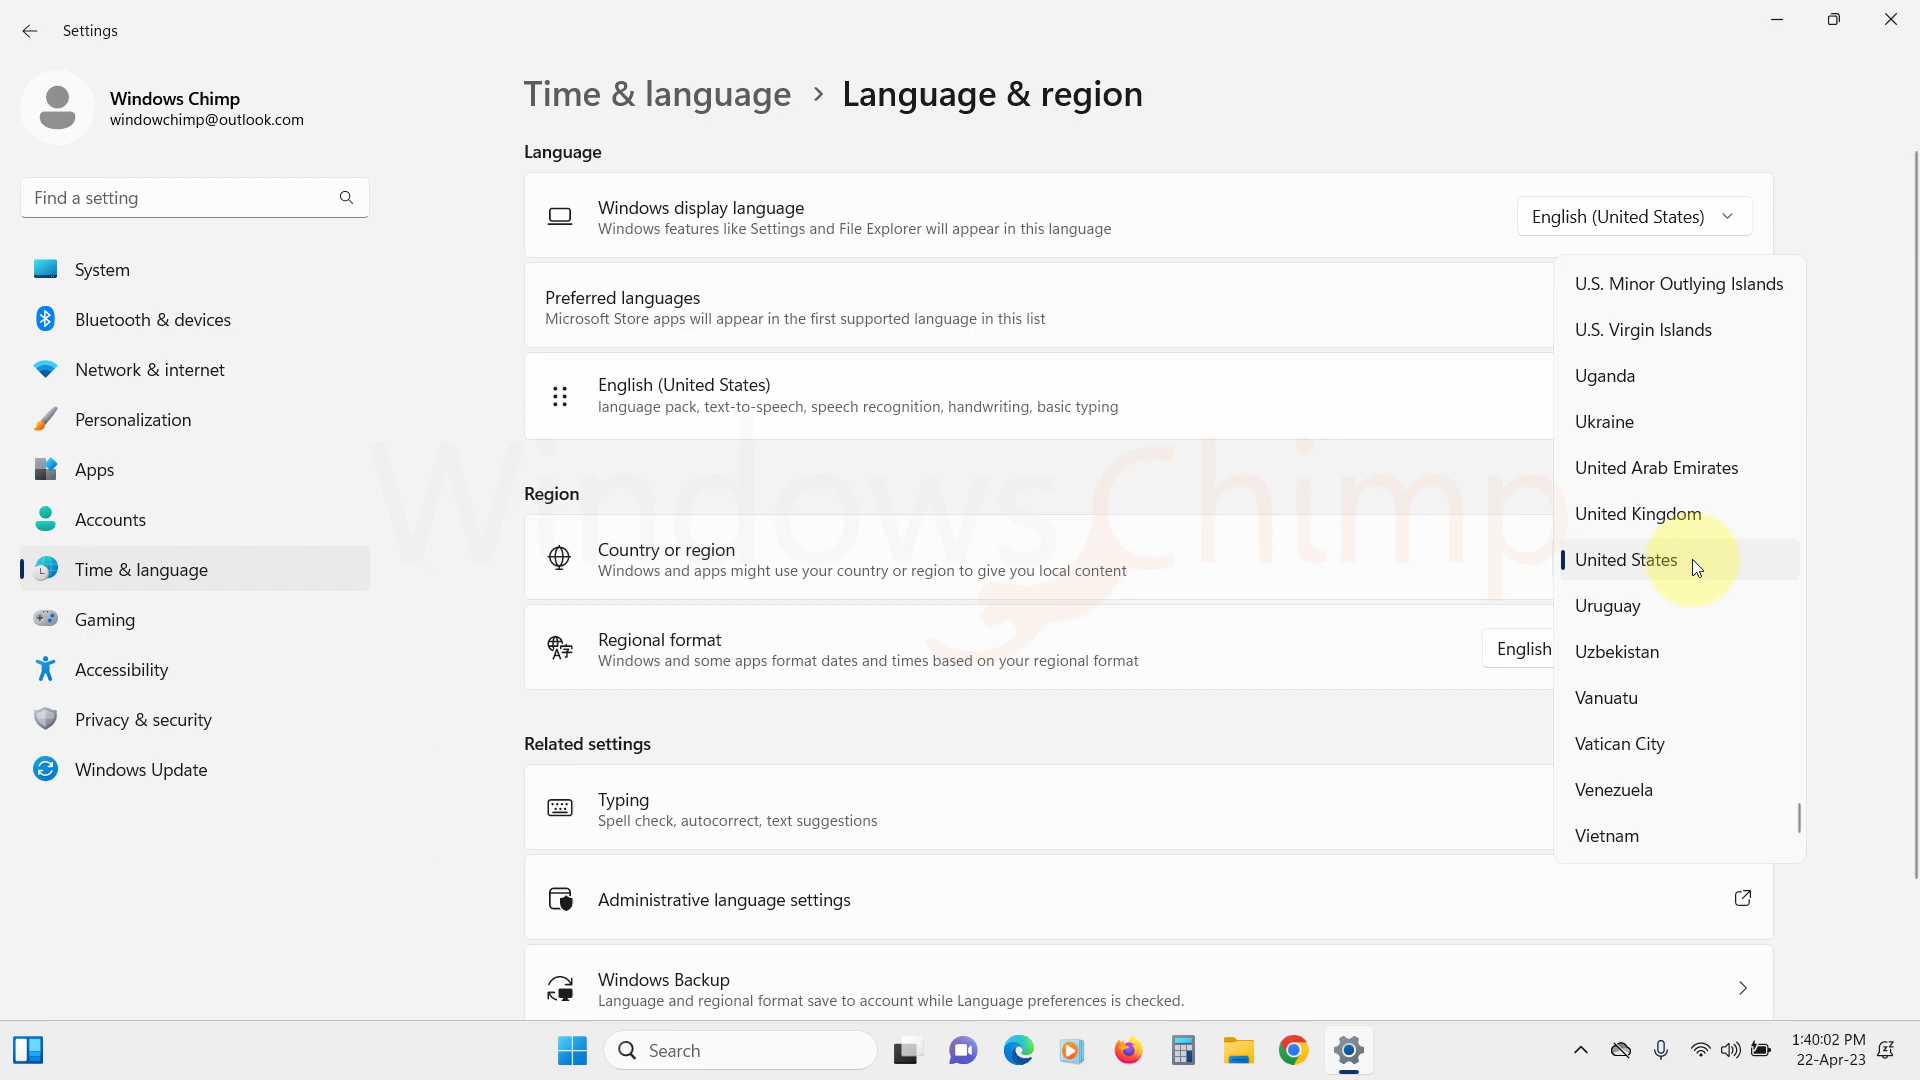 Settings
Windows Chimp
windowchimp@outlook.com
Find a setting
System
Bluetooth & devices
Network & internet
Personalization
Apps
Accounts
Time & language
Gaming
Accessibility
Privacy & security
Windows Update
Time & language > Language & region
Language
Windows display language
Windows features like Settings and File Explorer will appear in this language
English (United States)
Preferred languages
Microsoft Store apps will appear in the first supported language in this list
English (United States)
language pack, text-to-speech, speech recognition, handwriting, basic typing
Region
Country or region
Windows and apps might use your country or region to give you local content
Regional format
Windows and some apps format dates and times based on your regional format
English
Related settings
Typing
Spell check, autocorrect, text suggestions
Administrative language settings
Windows Backup
Language and regional format save to account while Language preferences is checked.
U.S. Minor Outlying Islands
U.S. Virgin Islands
Uganda
Ukraine
United Arab Emirates
United Kingdom
United States
Uruguay
Uzbekistan
Vanuatu
Vatican City
Venezuela
Vietnam
Windows Chimp
Search
1:40:02 PM
22-Apr-23